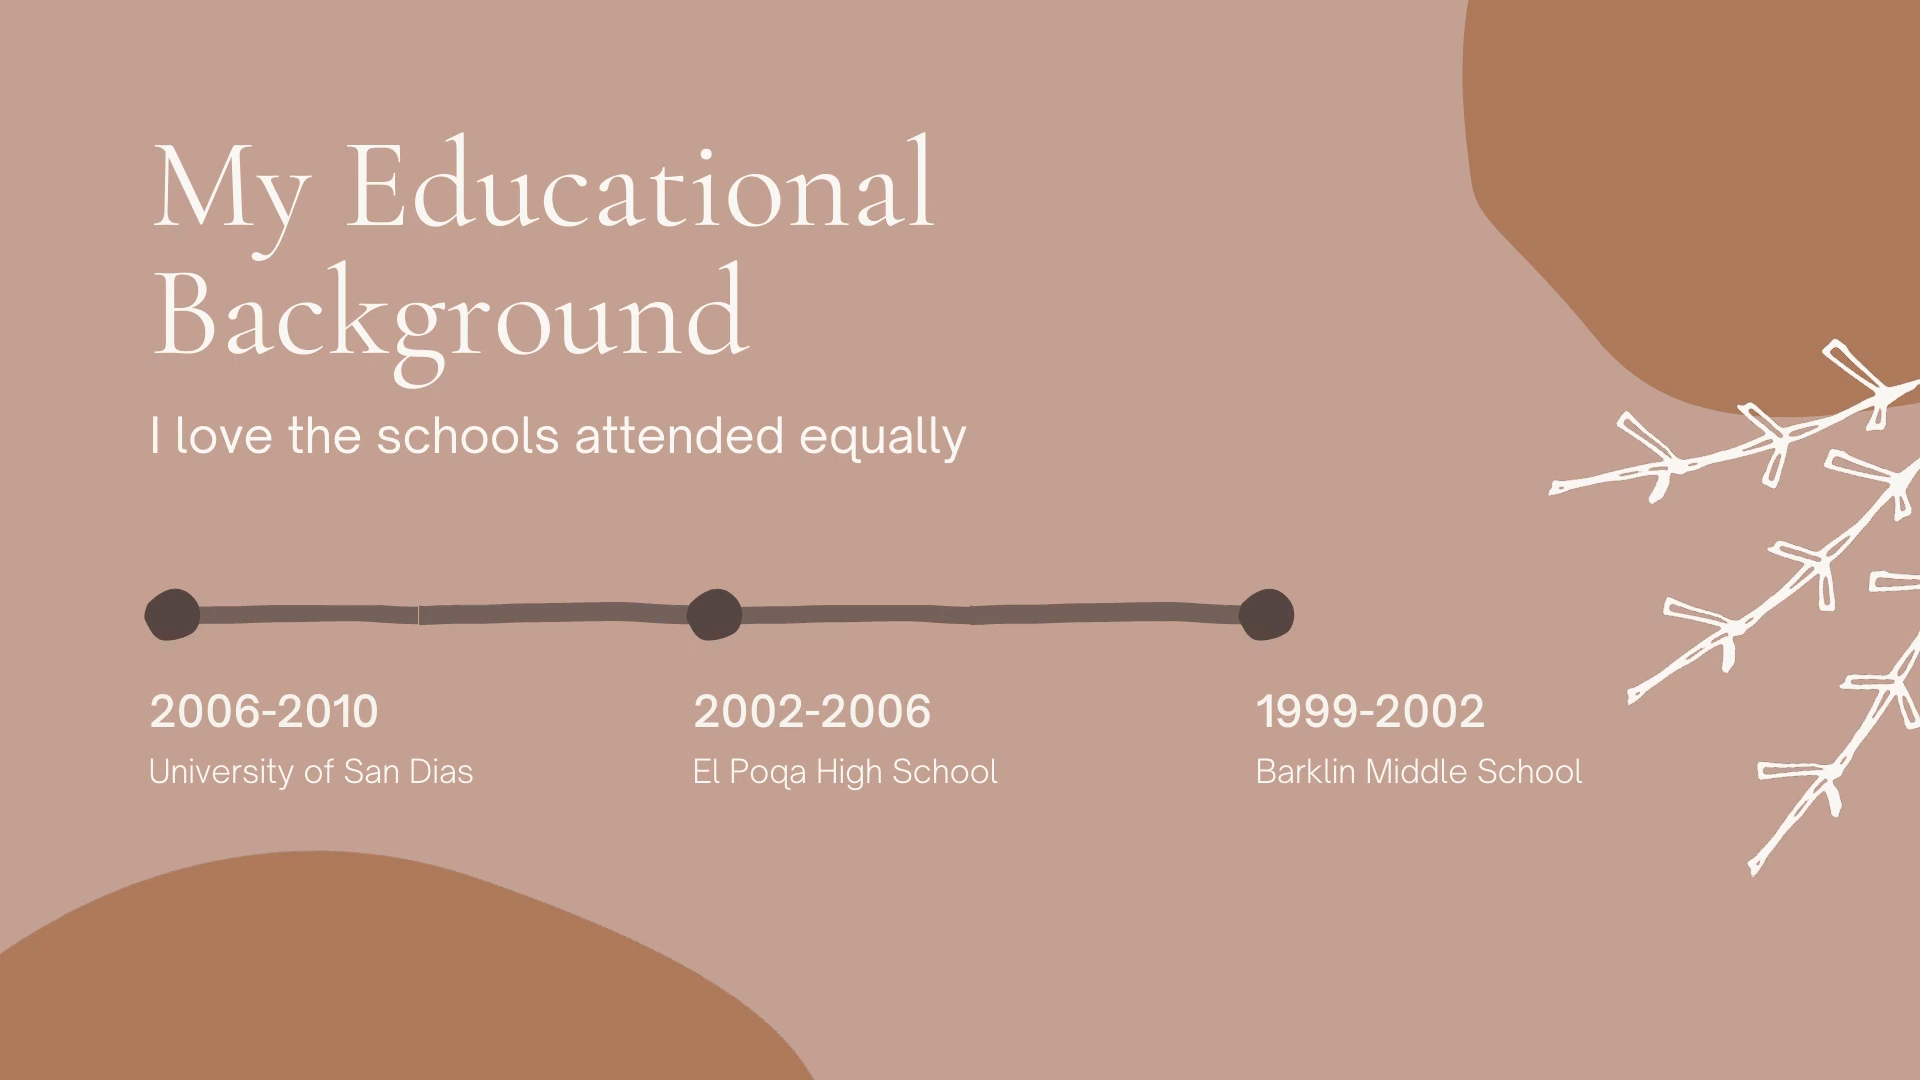 My Educational
Background
I love the schools attended equally
2006-2010
University of San Dias
2002-2006
El Poqa High School
1999-2002
Barklin Middle School